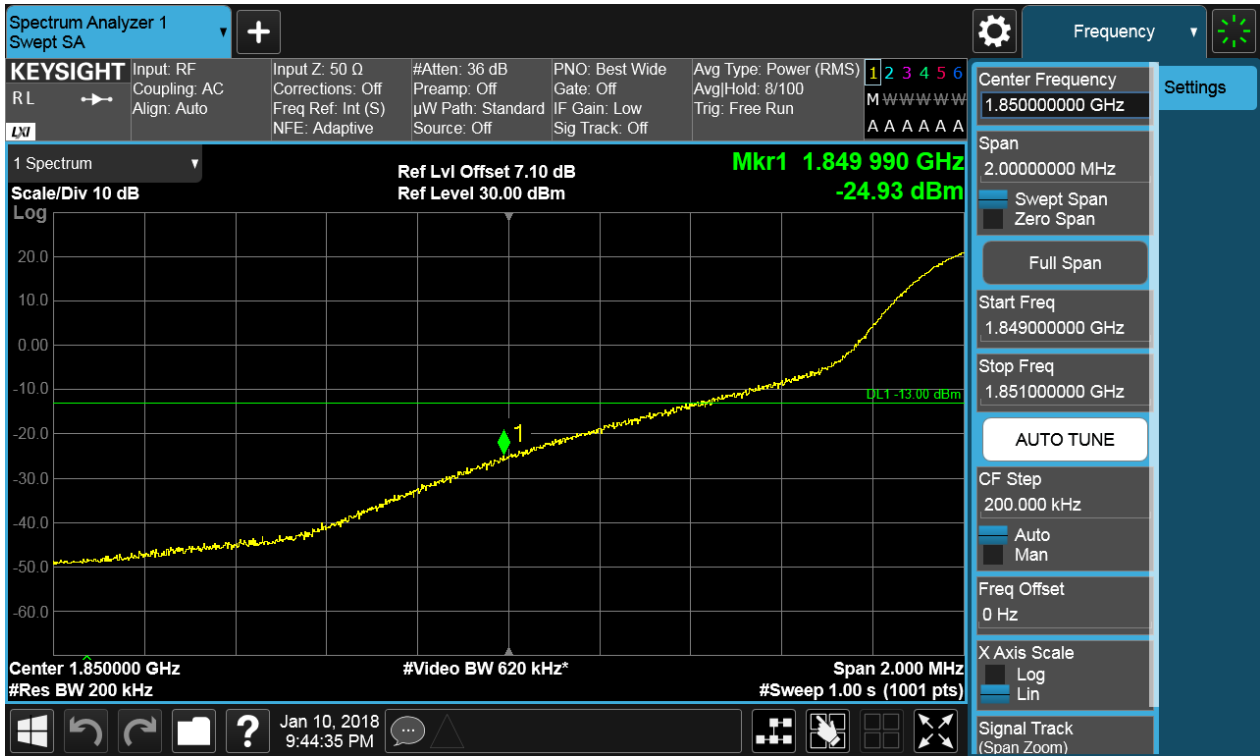 Spectrum Analyzer 1
Swept SA
+
Frequency
KEYSIGHT
R L
LXI
Input: RF
Coupling: AC
Align: Auto
Input Z: 50 Ω
Corrections: Off
Freq Ref: Int (S)
NFE: Adaptive
#Atten: 36 dB
Preamp: Off
µW Path: Standard
Source: Off
PNO: Best Wide
Gate: Off
IF Gain: Low
Sig Track: Off
Avg Type: Power (RMS)
Avg|Hold: 8/100
Trig: Free Run
1 2 3 4 5 6
M W W W W W
A A A A A A
1 Spectrum
Scale/Div 10 dB
Log
Ref Lvl Offset 7.10 dB
Ref Level 30.00 dBm
Mkr1 1.849 990 GHz
-24.93 dBm
20.0
10.0
0.00
-10.0
DL1 -13.00 dBm
-20.0
1
-30.0
-40.0
-50.0
-60.0
Center 1.850000 GHz
#Video BW 620 kHz*
Span 2.000 MHz
#Res BW 200 kHz
#Sweep 1.00 s (1001 pts)
Center Frequency
1.850000000 GHz
Settings
Span
2.00000000 MHz
Swept Span
Zero Span
Full Span
Start Freq
1.849000000 GHz
Stop Freq
1.851000000 GHz
AUTO TUNE
CF Step
200.000 kHz
Auto
Man
Freq Offset
0 Hz
X Axis Scale
Log
Lin
Signal Track
(Span Zoom)
?
Jan 10, 2018
9:44:35 PM